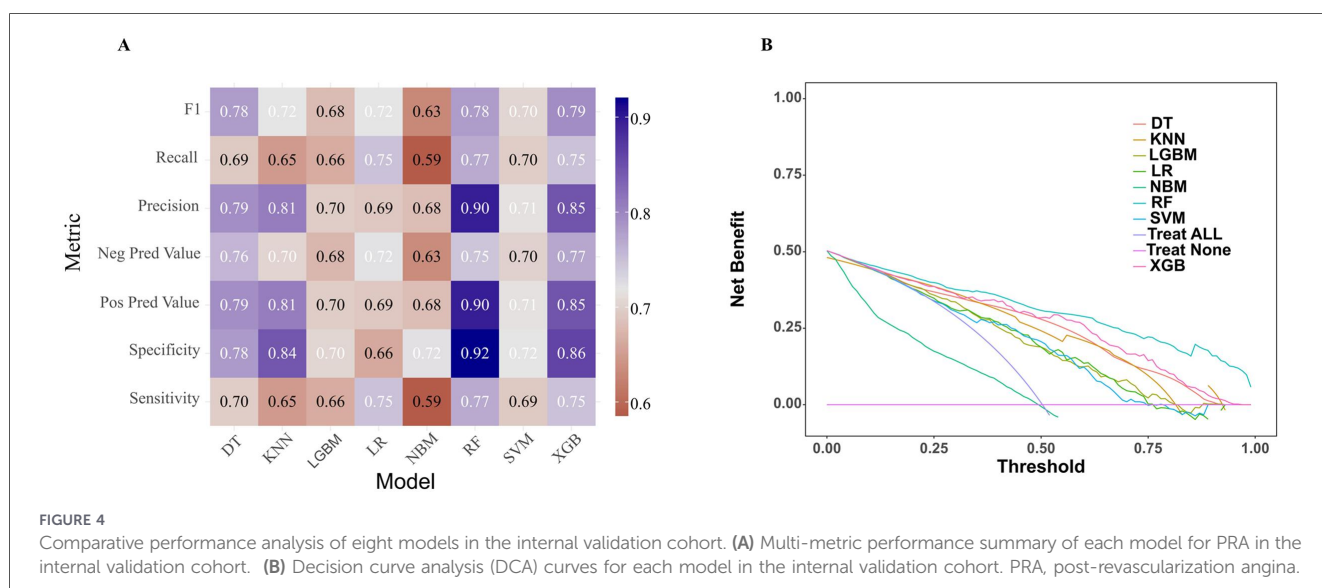 A
B
Metric
F1 0.78 0.72 0.68 0.72 0.63 0.78 0.70 0.79
Recall 0.69 0.65 0.66 0.75 0.59 0.77 0.70 0.75
Precision 0.79 0.81 0.70 0.69 0.68 0.90 0.71 0.85
Neg Pred Value 0.76 0.70 0.68 0.72 0.63 0.75 0.70 0.77
Pos Pred Value 0.79 0.81 0.70 0.69 0.68 0.90 0.71 0.85
Specificity 0.78 0.84 0.70 0.66 0.72 0.92 0.72 0.86
Sensitivity 0.70 0.65 0.66 0.75 0.59 0.77 0.69 0.75
DT KNN LGBM LR NBM RF SVM XGB
Model
0.9
0.8
0.7
0.6
Net Benefit
1.00
0.75
0.50
0.25
0.00
DT
KNN
LGBM
LR
NBM
RF
SVM
Treat ALL
Treat None
XGB
0.00 0.25 0.50 0.75 1.00
Threshold
FIGURE 4
Comparative performance analysis of eight models in the internal validation cohort. (A) Multi-metric performance summary of each model for PRA in the
internal validation cohort. (B) Decision curve analysis (DCA) curves for each model in the internal validation cohort. PRA, post-revascularization angina.